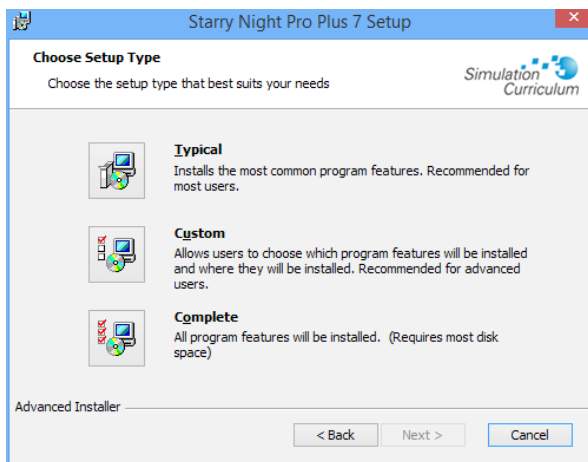 Starry Night Pro Plus 7 Setup
Choose Setup Type
Choose the setup type that best suits your needs
Simulation
Curriculum
Typical
Installs the most common program features. Recommended for
most users.
Custom
Allows users to choose which program features will be installed
and where they will be installed. Recommended for advanced
users.
Complete
All program features will be installed.  (Requires most disk
space)
Advanced Installer
< Back Next > Cancel